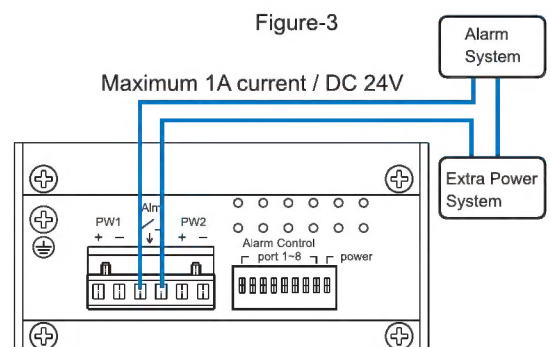 Figure-3
Alarm
System
Maximum 1A current / DC 24V
Extra Power
System
Alm
PW1
PW2
+ − + −
Alarm Control
port 1~8
power